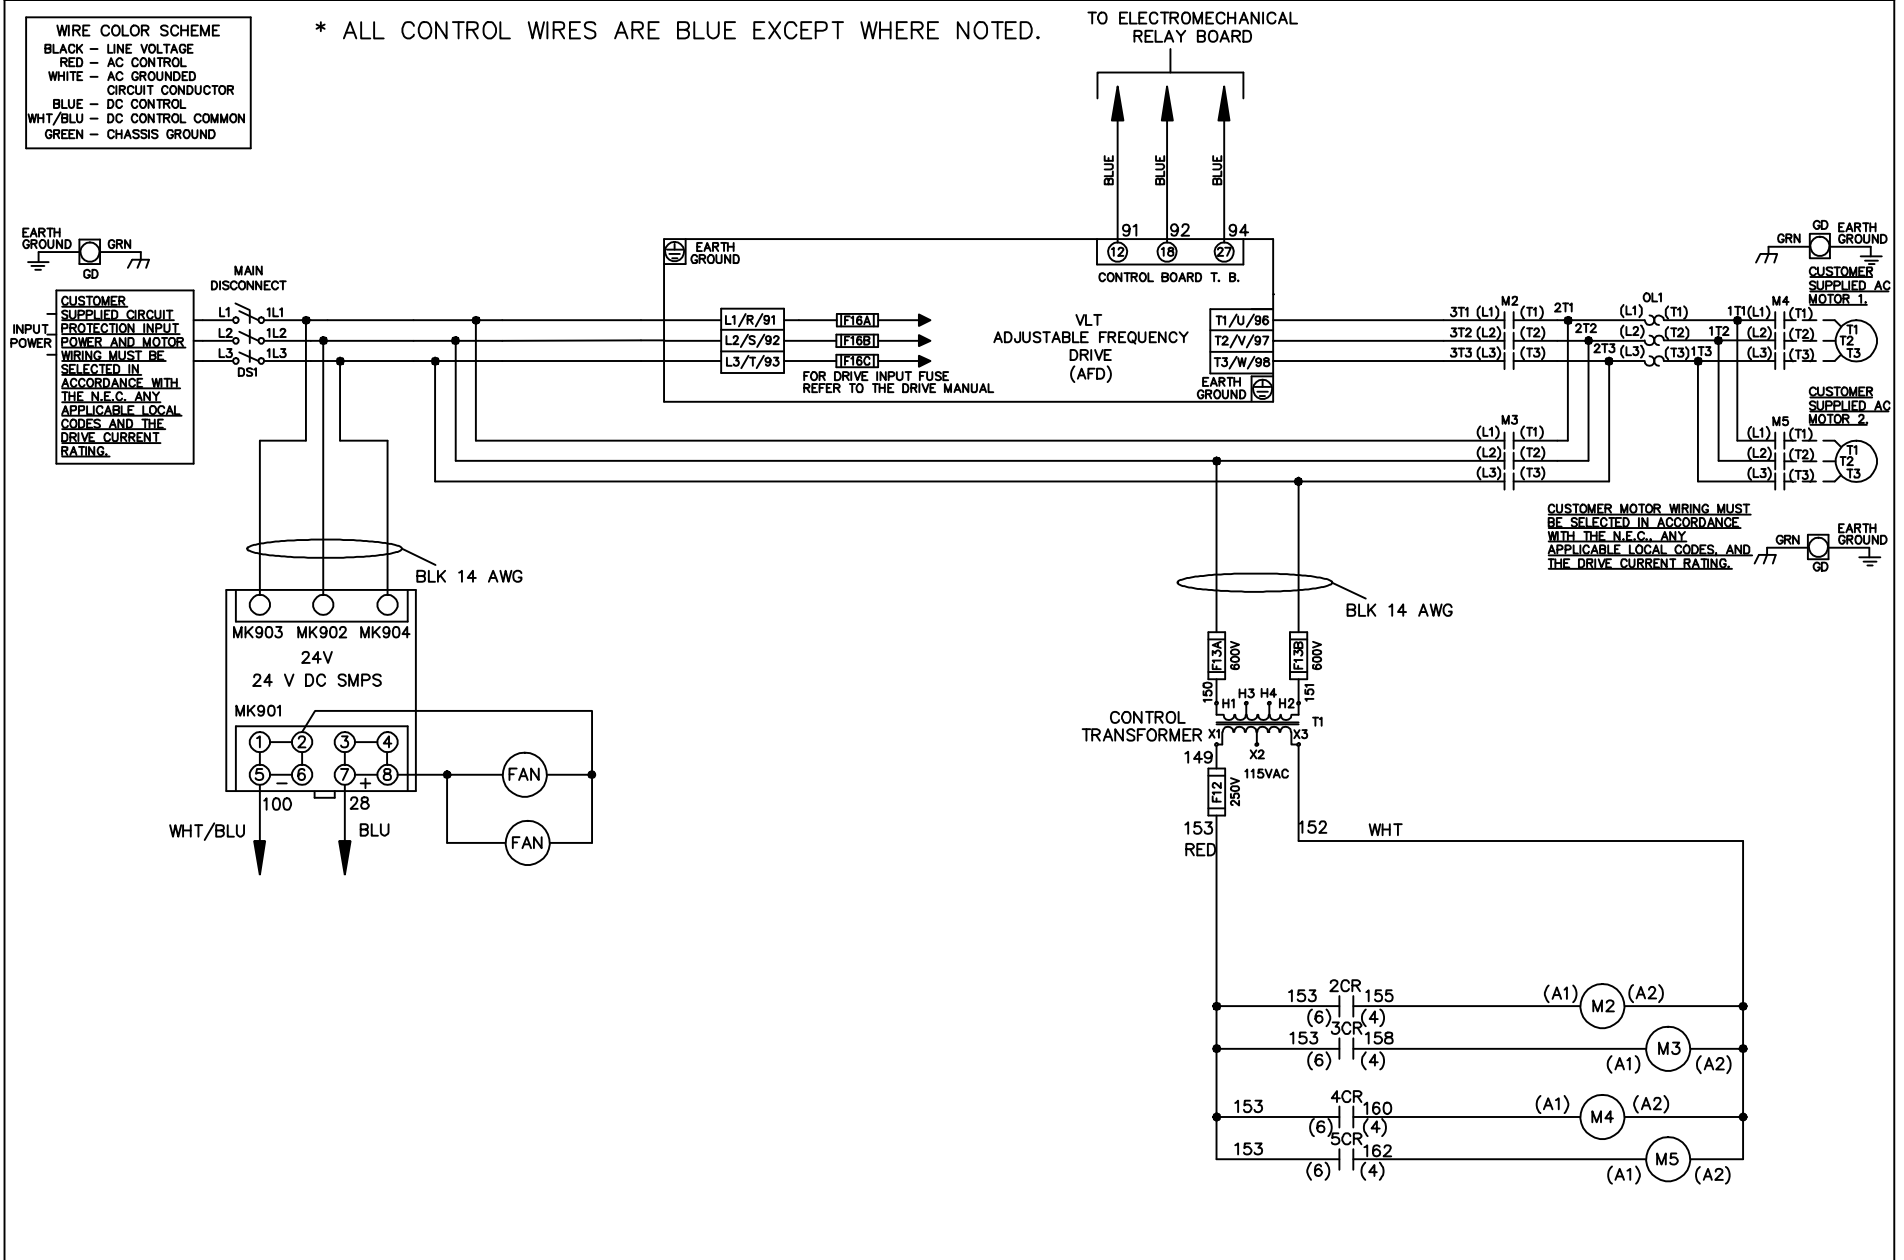 WIRE COLOR SCHEME
BLACK – LINE VOLTAGE
RED – AC CONTROL
WHITE – AC GROUNDED
CIRCUIT CONDUCTOR
BLUE – DC CONTROL
WHT/BLU – DC CONTROL COMMON
GREEN – CHASSIS GROUND
* ALL CONTROL WIRES ARE BLUE EXCEPT WHERE NOTED.
TO ELECTROMECHANICAL
RELAY BOARD
BLUE
BLUE
BLUE
91 92 94
12 18 27
CONTROL BOARD T. B.
EARTH
GROUND
GRN
GD
MAIN
DISCONNECT
INPUT
POWER
CUSTOMER
SUPPLIED CIRCUIT
PROTECTION INPUT
POWER AND MOTOR
WIRING MUST BE
SELECTED IN
ACCORDANCE WITH
THE N.E.C. ANY
APPLICABLE LOCAL
CODES AND THE
DRIVE CURRENT
RATING.
L1 1L1
L2 1L2
L3 1L3
DS1
EARTH
GROUND
L1/R/91 IF16A
L2/S/92 IF16B
L3/T/93 IF16C
FOR DRIVE INPUT FUSE
REFER TO THE DRIVE MANUAL
VLT
ADJUSTABLE FREQUENCY
DRIVE
(AFD)
T1/U/96
T2/V/97
T3/W/98
EARTH
GROUND
M2
3T1 (L1) (T1) 2T1
3T2 (L2) (T2) 2T2
3T3 (L3) (T3) 2T3
OL1
(L1) (T1) 1T1
(L2) (T2) 1T2
(L3) (T3) 1T3
M4
(L1) (T1)
(L2) (T2)
(L3) (T3)
T1
T2
T3
GD
GRN
EARTH
GROUND
CUSTOMER
SUPPLIED AC
MOTOR 1.
M3
(L1) (T1)
(L2) (T2)
(L3) (T3)
CUSTOMER
SUPPLIED AC
MOTOR 2.
M5
(L1) (T1)
(L2) (T2)
(L3) (T3)
T1
T2
T3
CUSTOMER MOTOR WIRING MUST
BE SELECTED IN ACCORDANCE
WITH THE N.E.C., ANY
APPLICABLE LOCAL CODES, AND
THE DRIVE CURRENT RATING.
GRN
GD
EARTH
GROUND
BLK 14 AWG
MK903 MK902 MK904
24V
24 V DC SMPS
MK901
1 2 3 4
5 – 6 7 + 8
100 28
WHT/BLU
BLU
FAN
FAN
BLK 14 AWG
F13A 600V
F13B 600V
150
151
H1 H3 H4 H2
T1
CONTROL
TRANSFORMER
X1 X2 X3
149
115VAC
F12 250V
153
RED
152 WHT
153 2CR 155 (A1) M2 (A2)
(6) (4)
153 3CR 158 M3
(6) (4) (A1) (A2)
153 4CR 160 (A1) M4 (A2)
(6) (4)
153 5CR 162 M5
(6) (4) (A1) (A2)